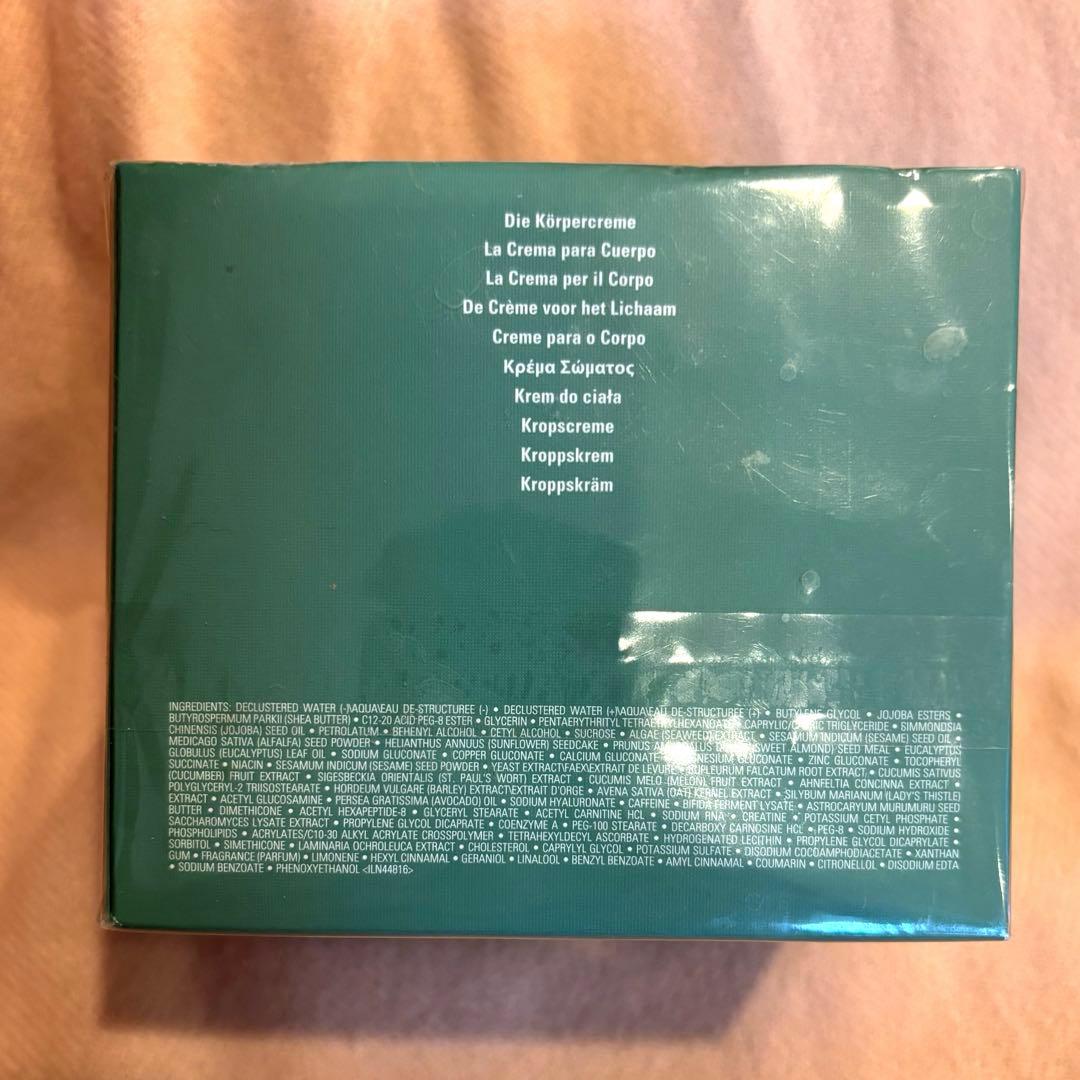 Die Körpercreme
La Crema para Cuerpo
La Crema per il Corpo
De Crème voor het Lichaam
Creme para o Corpo
Κρέμα Σώματος
Krem do ciała
Kropscreme
Kroppskrem
Kroppskräm
INGREDIENTS: DECLUSTERED WATER (-)\AQUA\EAU DE-STRUCTUREE (-) • DECLUSTERED WATER (+)\AQUA\EAU DE-STRUCTUREE (+) • BUTYLENE GLYCOL • JOJOBA ESTERS •
BUTYROSPERMUM PARKII (SHEA BUTTER) • C12-20 ACID PEG-8 ESTER • GLYCERIN • PENTAERYTHRITYL TETRAETHYLHEXANOATE • CAPRYLIC/CAPRIC TRIGLYCERIDE • SIMMONDSIA
CHINENSIS (JOJOBA) SEED OIL • PETROLATUM • BEHENYL ALCOHOL • CETYL ALCOHOL • SUCROSE • ALGAE (SEAWEED) EXTRACT • SESAMUM INDICUM (SESAME) SEED OIL •
MEDICAGO SATIVA (ALFALFA) SEED POWDER • HELIANTHUS ANNUUS (SUNFLOWER) SEEDCAKE • PRUNUS AMYGDALUS DULCIS (SWEET ALMOND) SEED MEAL • EUCALYPTUS
GLOBULUS (EUCALYPTUS) LEAF OIL • SODIUM GLUCONATE • COPPER GLUCONATE • CALCIUM GLUCONATE • MAGNESIUM GLUCONATE • ZINC GLUCONATE • TOCOPHERYL
SUCCINATE • NIACIN • SESAMUM INDICUM (SESAME) SEED POWDER • YEAST EXTRACT\FAEX\EXTRAIT DE LEVURE • BUPLEURUM FALCATUM ROOT EXTRACT • CUCUMIS SATIVUS
(CUCUMBER) FRUIT EXTRACT • SIGESBECKIA ORIENTALIS (ST. PAUL'S WORT) EXTRACT • CUCUMIS MELO (MELON) FRUIT EXTRACT • AHNFELTIA CONCINNA EXTRACT •
POLYGLYCERYL-2 TRIISOSTEARATE • HORDEUM VULGARE (BARLEY) EXTRACT\EXTRAIT D'ORGE • AVENA SATIVA (OAT) KERNEL EXTRACT • SILYBUM MARIANUM (LADY'S THISTLE)
EXTRACT • ACETYL GLUCOSAMINE • PERSEA GRATISSIMA (AVOCADO) OIL • SODIUM HYALURONATE • CAFFEINE • BIFIDA FERMENT LYSATE • ASTROCARYUM MURUMURU SEED
BUTTER • DIMETHICONE • ACETYL HEXAPEPTIDE-8 • GLYCERYL STEARATE • ACETYL CARNITINE HCL • SODIUM RNA • CREATINE • POTASSIUM CETYL PHOSPHATE •
SACCHAROMYCES LYSATE EXTRACT • PROPYLENE GLYCOL DICAPRATE • COENZYME A • PEG-100 STEARATE • DECARBOXY CARNOSINE HCL • PEG-8 • SODIUM HYDROXIDE •
PHOSPHOLIPIDS • ACRYLATES/C10-30 ALKYL ACRYLATE CROSSPOLYMER • TETRAHEXYLDECYL ASCORBATE • HYDROGENATED LECITHIN • PROPYLENE GLYCOL DICAPRYLATE •
SORBITOL • SIMETHICONE • LAMINARIA OCHROLEUCA EXTRACT • CHOLESTEROL • CAPRYLYL GLYCOL • POTASSIUM SULFATE • DISODIUM COCOAMPHODIACETATE • XANTHAN
GUM • FRAGRANCE (PARFUM) • LIMONENE • HEXYL CINNAMAL • GERANIOL • LINALOOL • BENZYL BENZOATE • AMYL CINNAMAL • COUMARIN • CITRONELLOL • DISODIUM EDTA
• SODIUM BENZOATE • PHENOXYETHANOL <ILN44816>